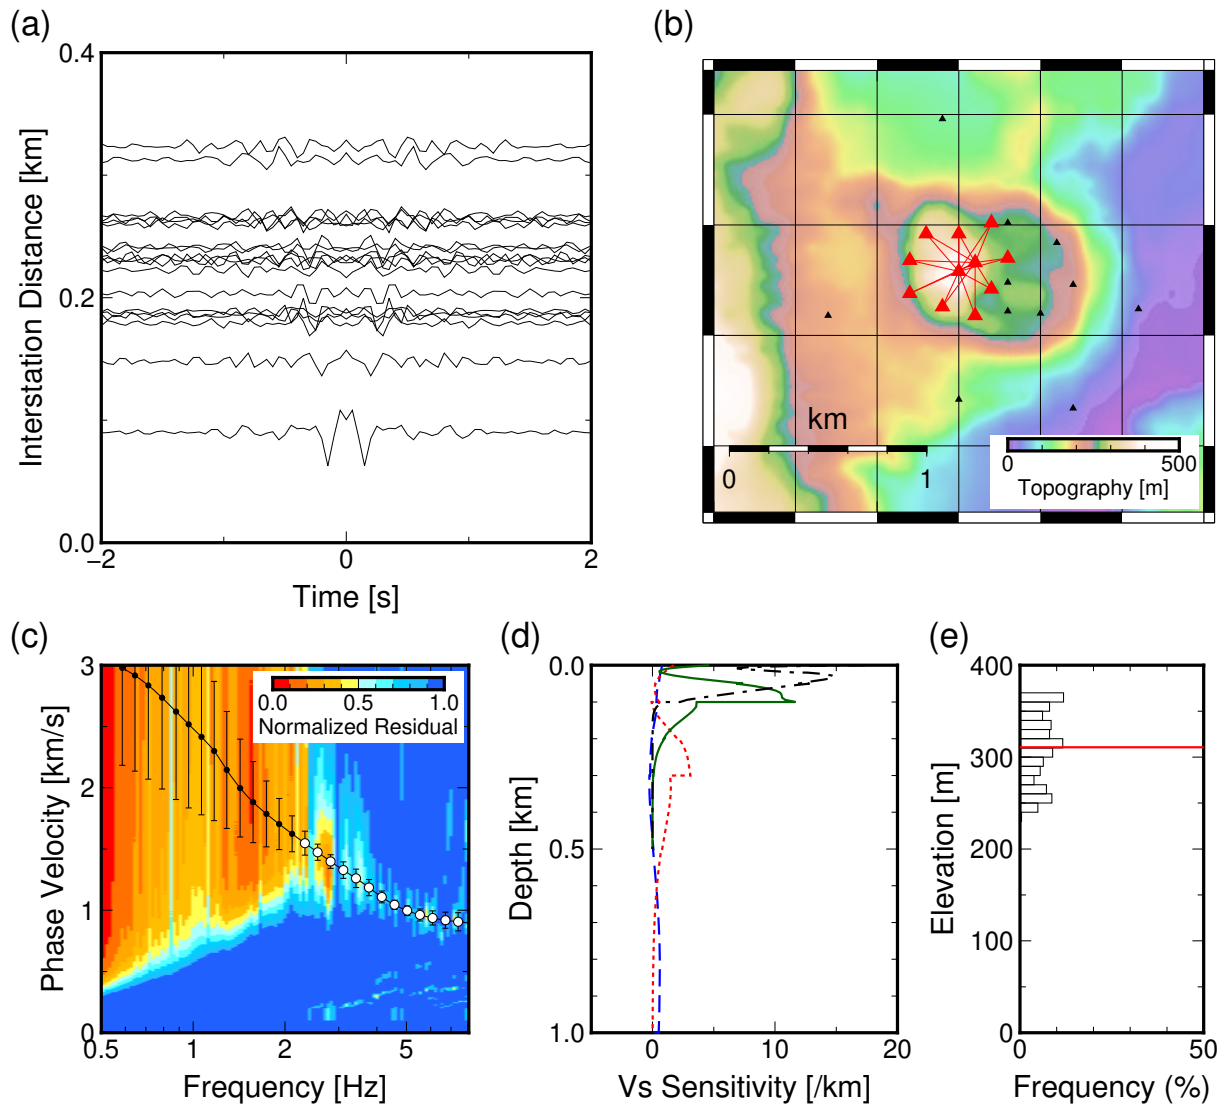 (a)
0.4
0.2
0.0
Interstation Distance [km]
−2
0
2
Time [s]
(b)
km
0
1
0
500
Topography [m]
(c)
3
2
1
0
Phase Velocity [km/s]
0.0
0.5
1.0
Normalized Residual
0.5
1
2
5
Frequency [Hz]
(d)
0.0
0.5
1.0
Depth [km]
0
10
20
Vs Sensitivity [/km]
(e)
400
300
200
100
0
Elevation [m]
0
50
Frequency (%)